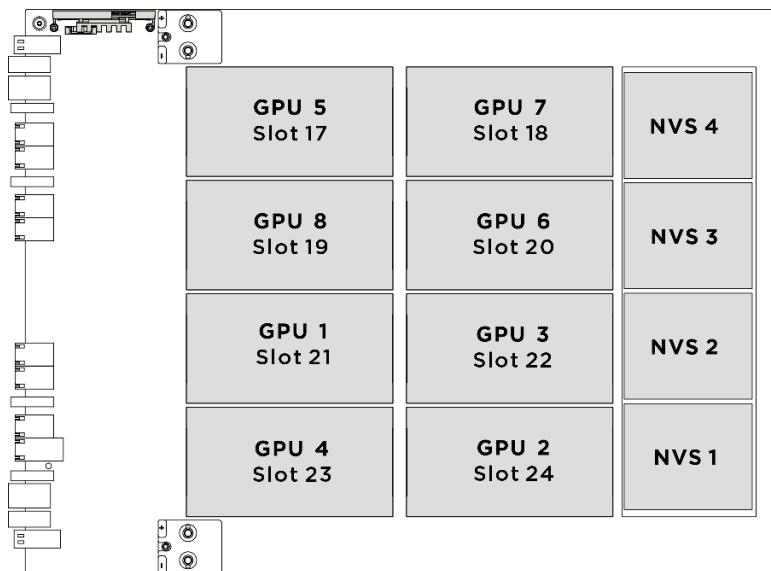 GPU 5
Slot 17
GPU 7
Slot 18
NVS 4
GPU 8
Slot 19
GPU 6
Slot 20
NVS 3
GPU 1
Slot 21
GPU 3
Slot 22
NVS 2
GPU 4
Slot 23
GPU 2
Slot 24
NVS 1